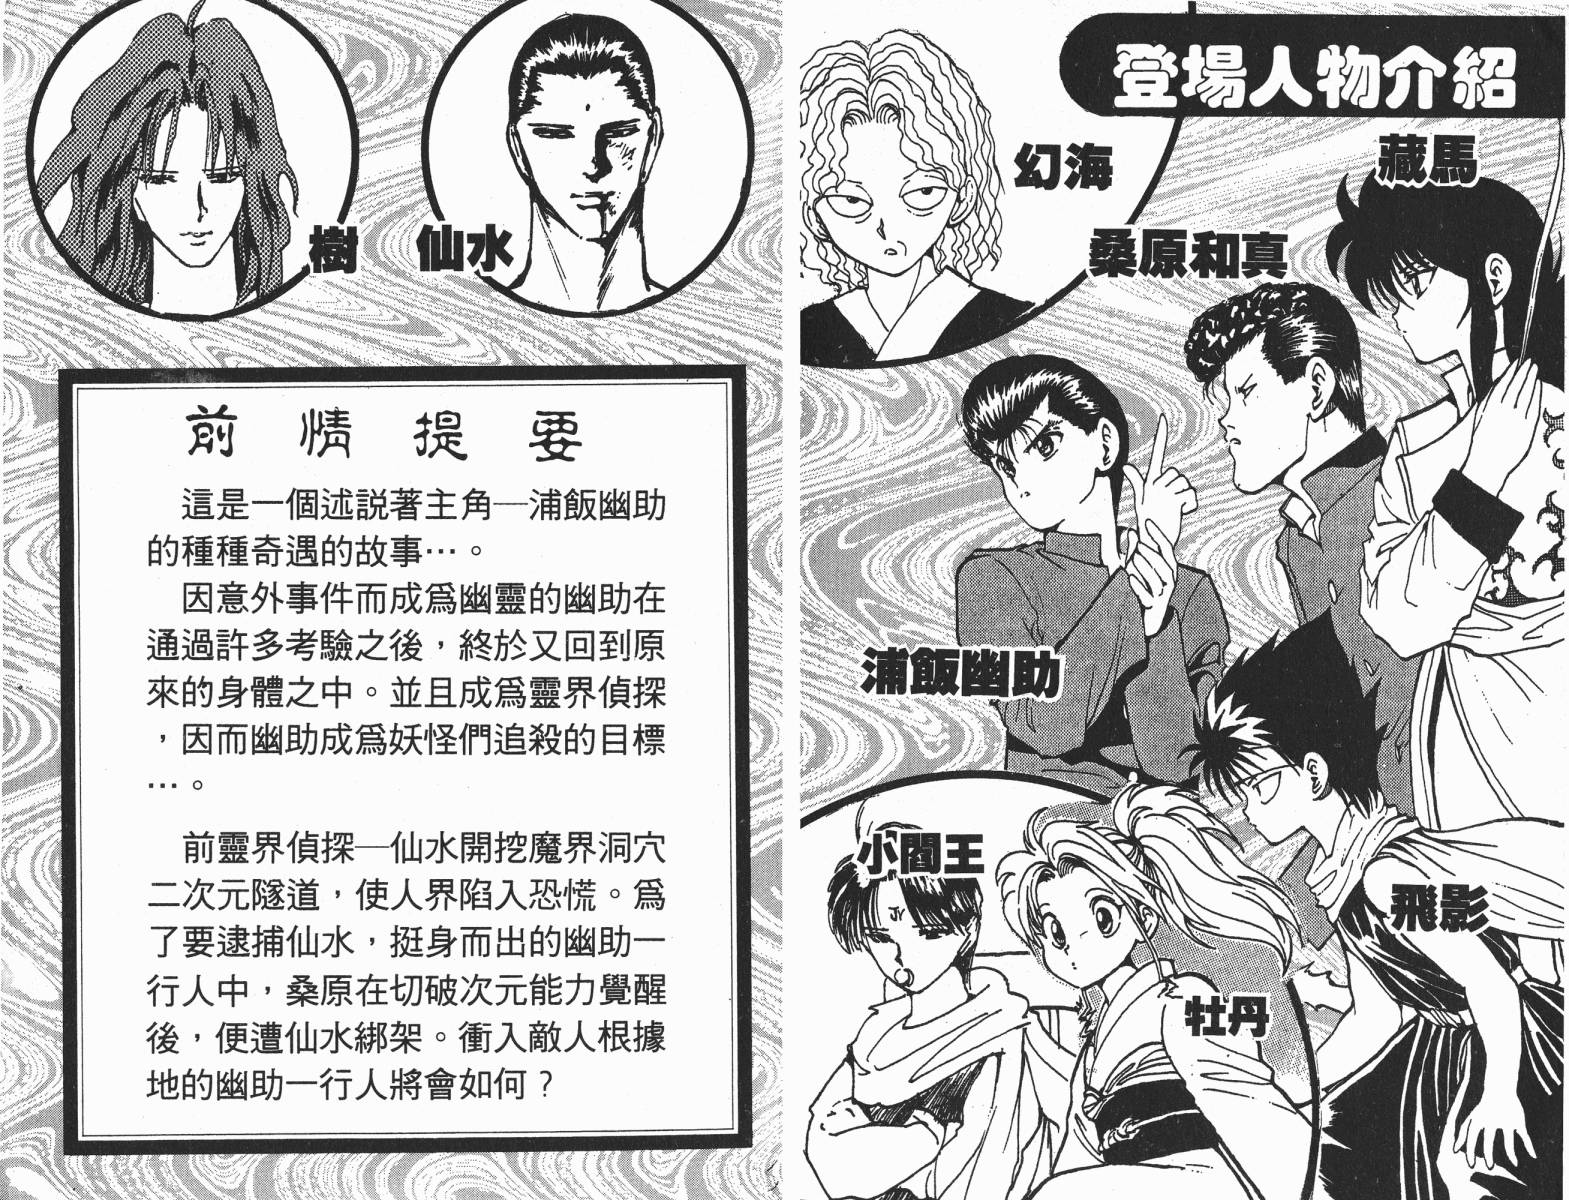 登場人物介紹
藏馬
幻海
桑原和真
浦飯幽助
飛影
小閻王
JY
牡丹
仙水
樹
前情提要
這是一個述説著主角—浦飯幽助
的種種奇遇的故事…。
因意外事件而成爲幽靈的幽助在
通過許多考驗之後，終於又回到原
來的身體之中。並且成爲靈界偵探
，因而幽助成爲妖怪們追殺的目標
…。
前靈界偵探—仙水開挖魔界洞穴
二次元隧道，使人界陷入恐慌。爲
了要逮捕仙水，挺身而出的幽助一
行人中，桑原在切破次元能力覺醒
後，便遭仙水綁架。衝入敵人根據
地的幽助一行人將會如何？